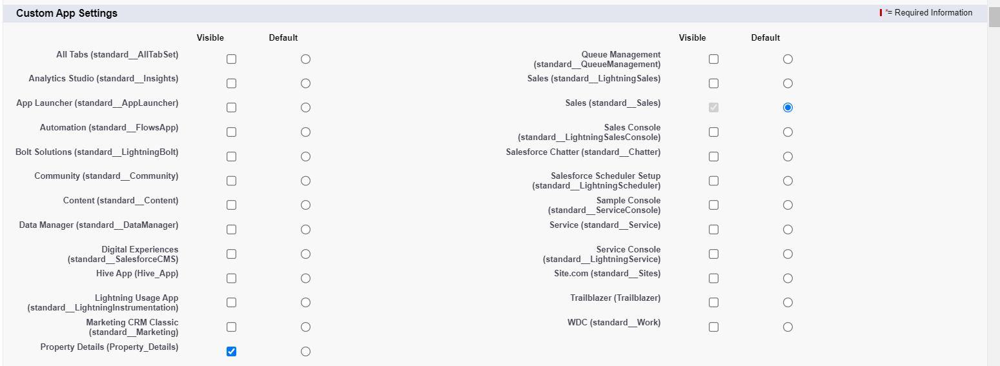 Custom App Settings
*= Required Information
Visible Default
Visible Default
All Tabs (standard__AllTabSet)
Analytics Studio (standard__Insights)
App Launcher (standard__AppLauncher)
Automation (standard__FlowsApp)
Bolt Solutions (standard__LightningBolt)
Community (standard__Community)
Content (standard__Content)
Data Manager (standard__DataManager)
Digital Experiences
(standard__SalesforceCMS)
Hive App (Hive_App)
Lightning Usage App
(standard__LightningInstrumentation)
Marketing CRM Classic
(standard__Marketing)
Property Details (Property_Details)
Queue Management
(standard__QueueManagement)
Sales (standard__LightningSales)
Sales (standard__Sales)
Sales Console
(standard__LightningSalesConsole)
Salesforce Chatter (standard__Chatter)
Salesforce Scheduler Setup
(standard__LightningScheduler)
Sample Console
(standard__ServiceConsole)
Service (standard__Service)
Service Console
(standard__LightningService)
Site.com (standard__Sites)
Trailblazer (Trailblazer)
WDC (standard__Work)